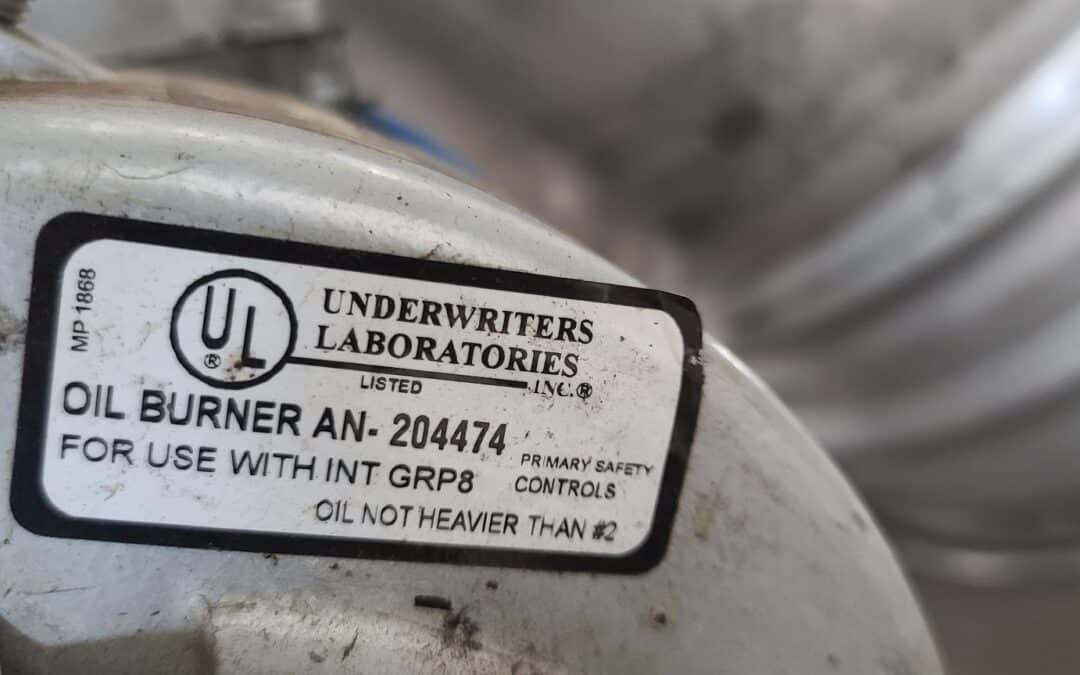 MP 1868
UL
®
UNDERWRITERS
LABORATORIES
LISTED INC.®
OIL BURNER AN- 204474
FOR USE WITH INT GRP8 PRIMARY SAFETY
CONTROLS
OIL NOT HEAVIER THAN #2